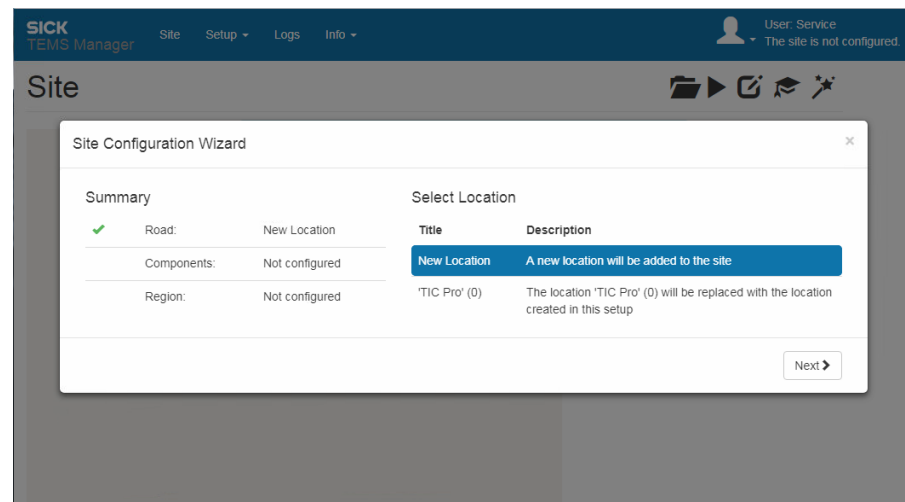 SICK
TEMS Manager
Site
Setup
Logs
Info
User: Service
The site is not configured.
Site
Site Configuration Wizard
×
Summary
Road: New Location
Components: Not configured
Region: Not configured
Select Location
Title Description
New Location A new location will be added to the site
'TIC Pro' (0) The location 'TIC Pro' (0) will be replaced with the location
created in this setup
Next